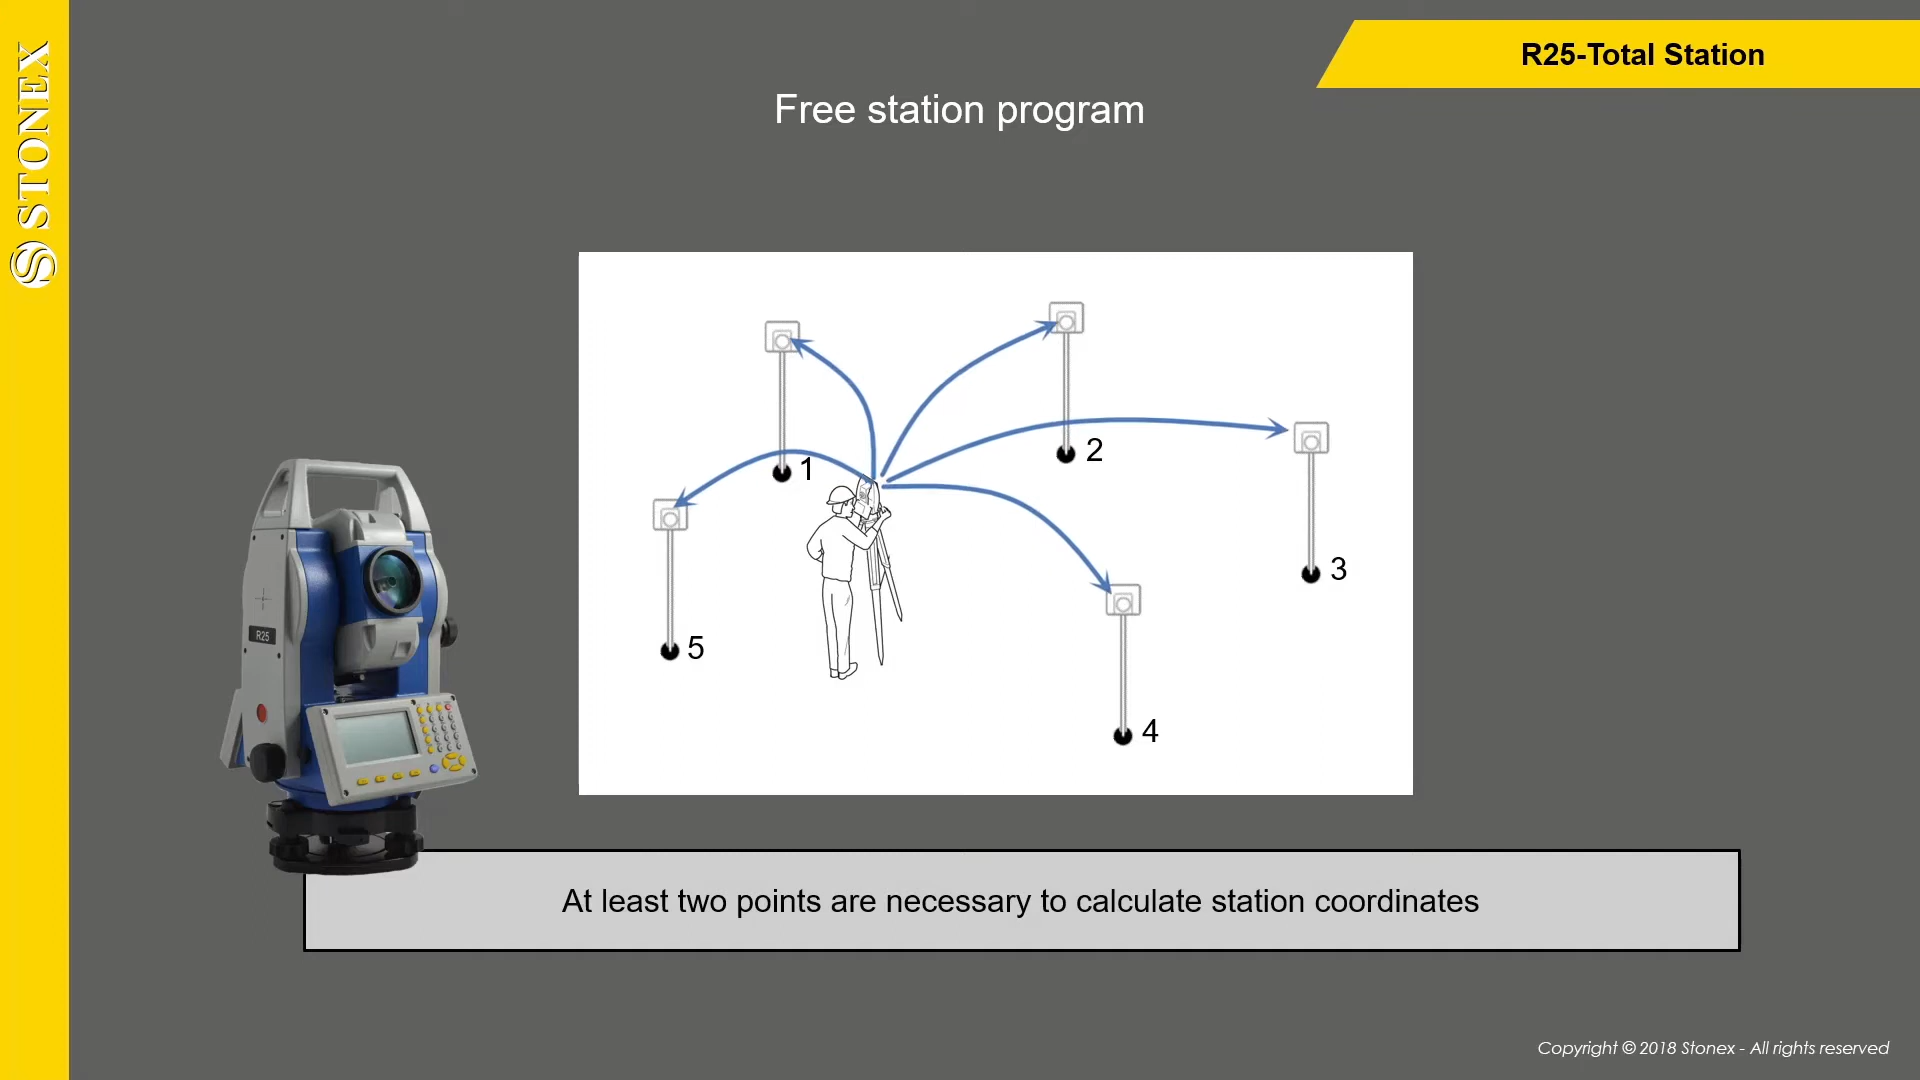 STONEX
R25-Total Station
Free station program
1
2
3
4
5
R25
At least two points are necessary to calculate station coordinates
Copyright © 2018 Stonex - All rights reserved